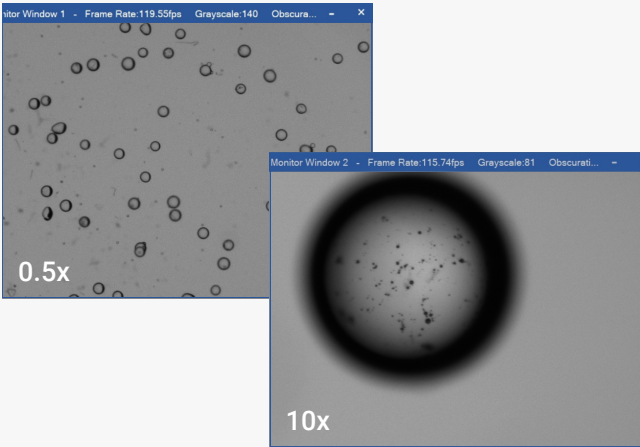 nitor Window 1 - Frame Rate:119.55fps Grayscale:140 Obscura...
0.5x
Monitor Window 2 - Frame Rate:115.74fps Grayscale:81 Obscurati...
10x